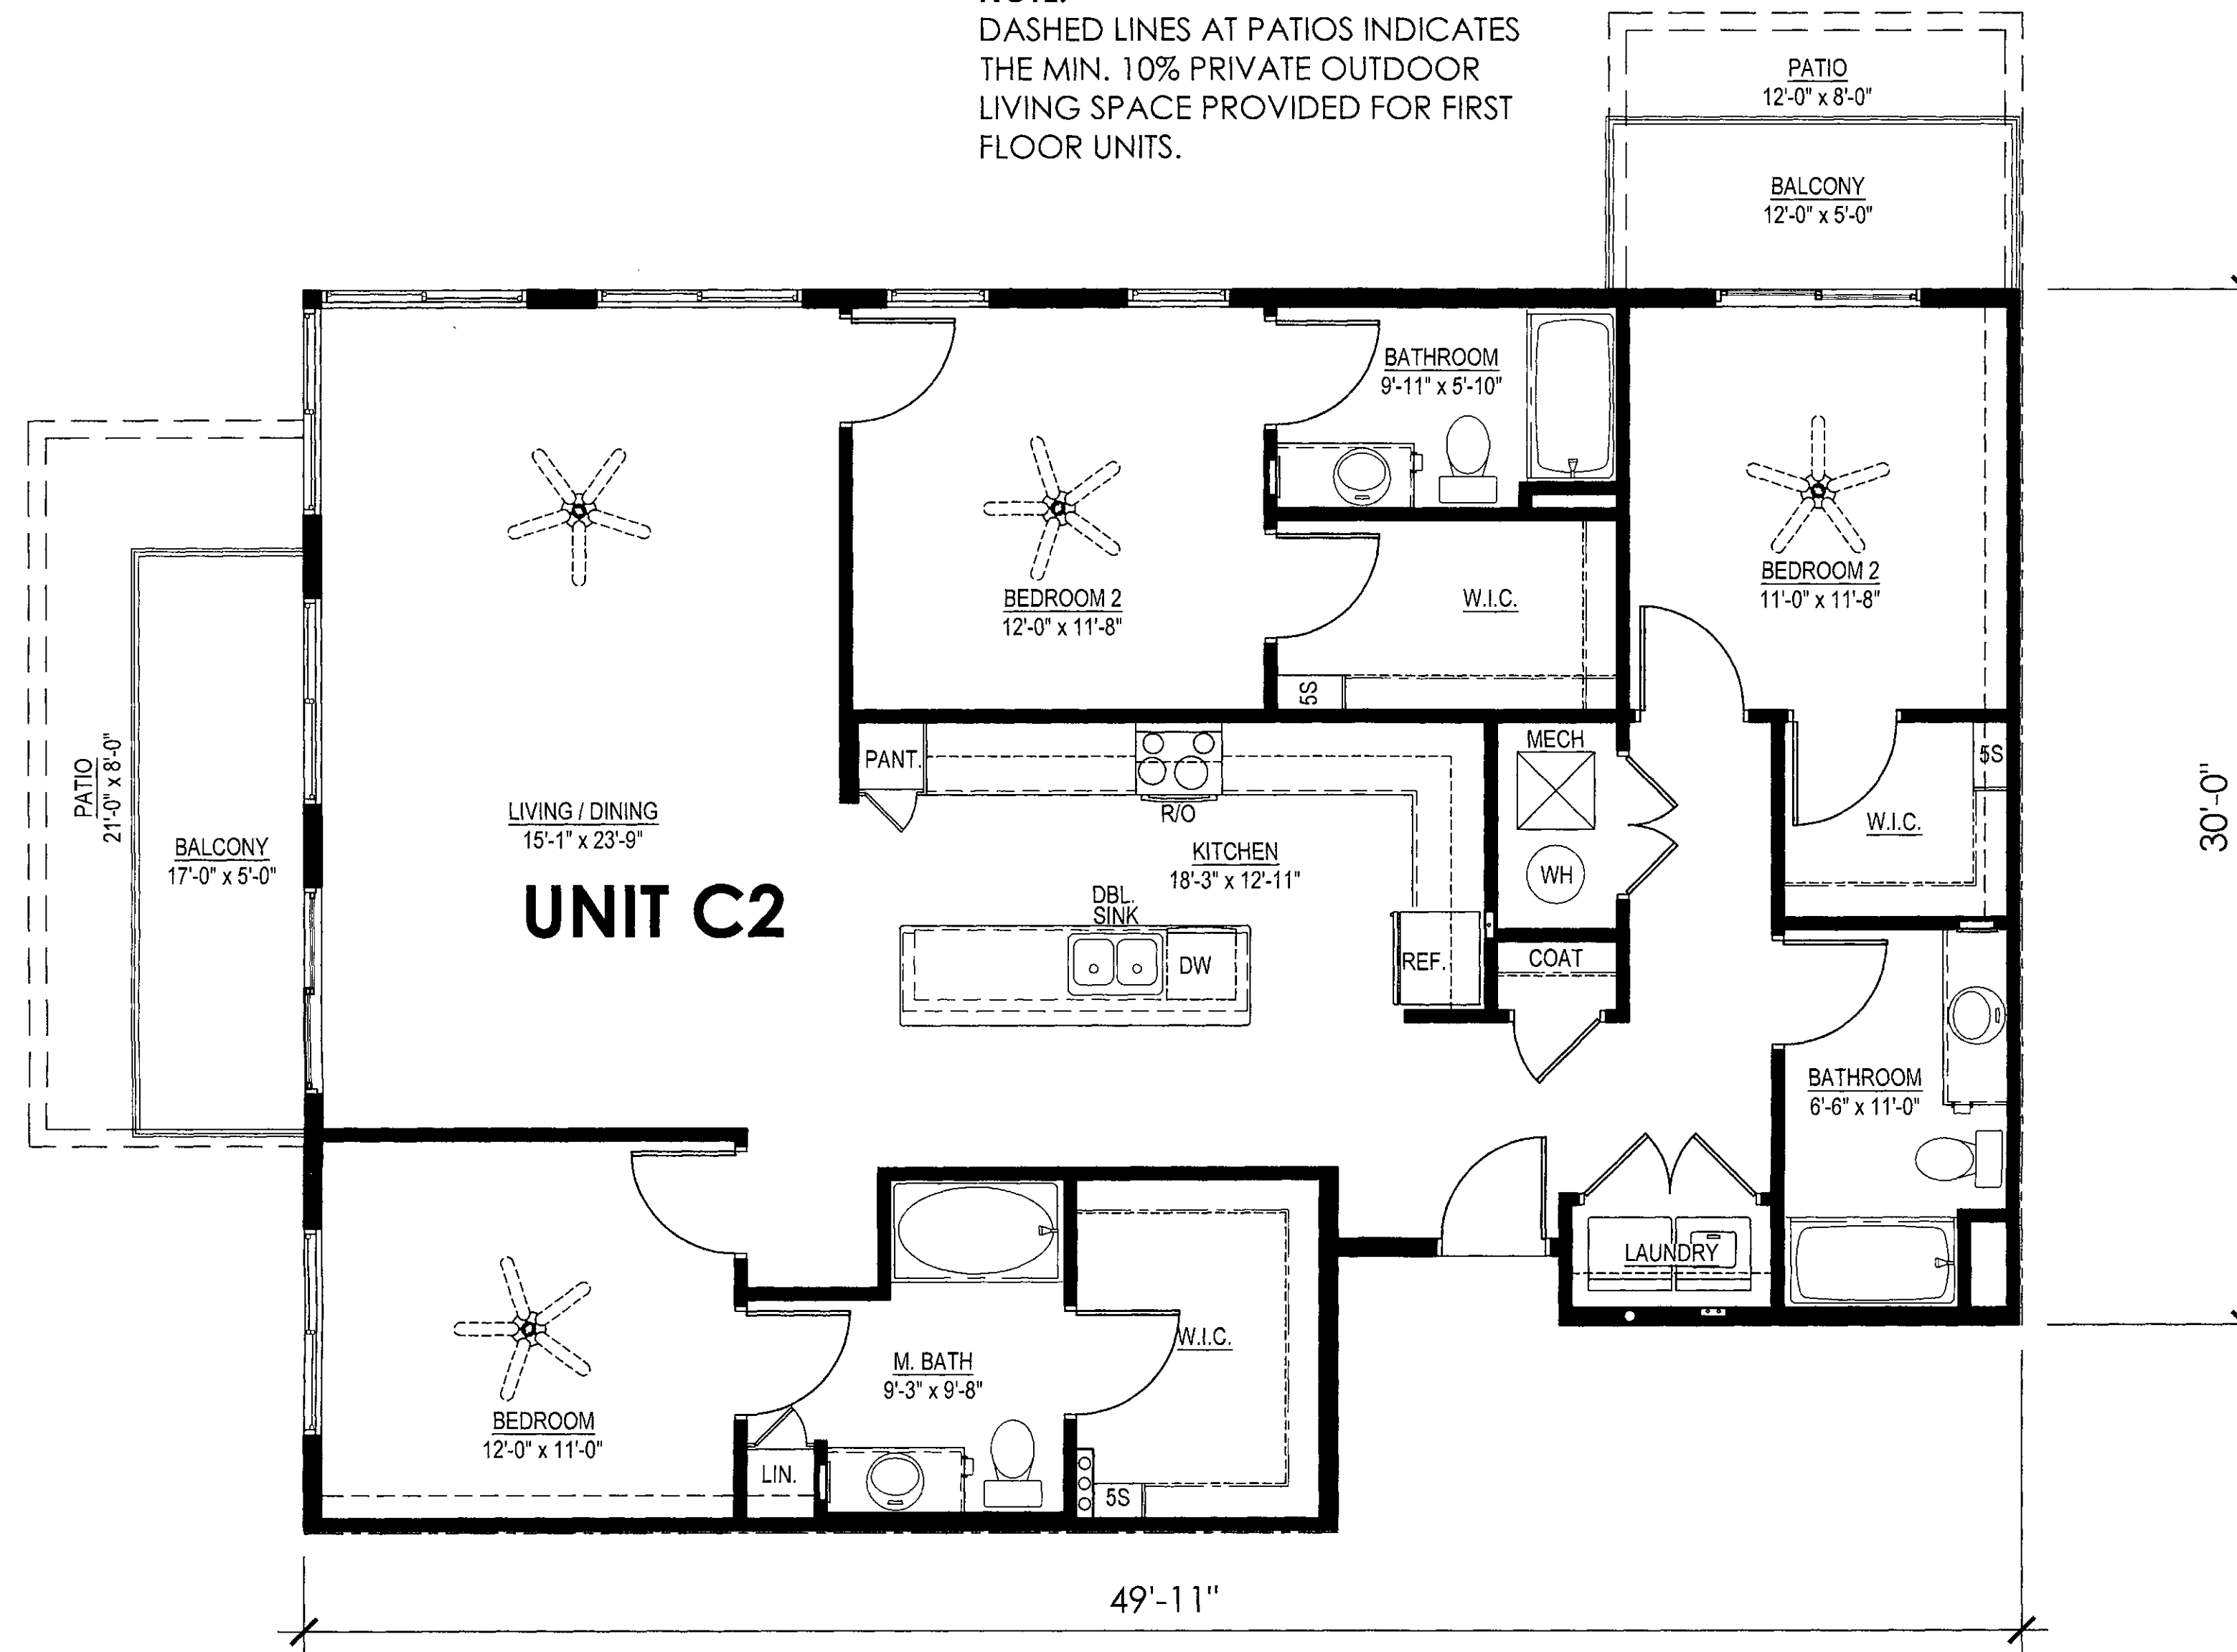 NOTE:
DASHED LINES AT PATIOS INDICATES
THE MIN. 10% PRIVATE OUTDOOR
LIVING SPACE PROVIDED FOR FIRST
FLOOR UNITS.
PATIO
12'-0" x 8'-0"
BALCONY
12'-0" x 5'-0"
BATHROOM
9'-11" x 5'-10"
BEDROOM 2
12'-0" x 11'-8"
W.I.C.
5S
BEDROOM 2
11'-0" x 11'-8"
PATIO
21'-0" x 8'-0"
BALCONY
17'-0" x 5'-0"
LIVING / DINING
15'-1" x 23'-9"
UNIT C2
PANT.
R/O
KITCHEN
18'-3" x 12'-11"
DBL.
SINK
DW
REF.
MECH
WH
COAT
5S
W.I.C.
30'-0"
BATHROOM
6'-6" x 11'-0"
LAUNDRY
BEDROOM
12'-0" x 11'-0"
M. BATH
9'-3" x 9'-8"
LIN.
W.I.C.
5S
49'-11"